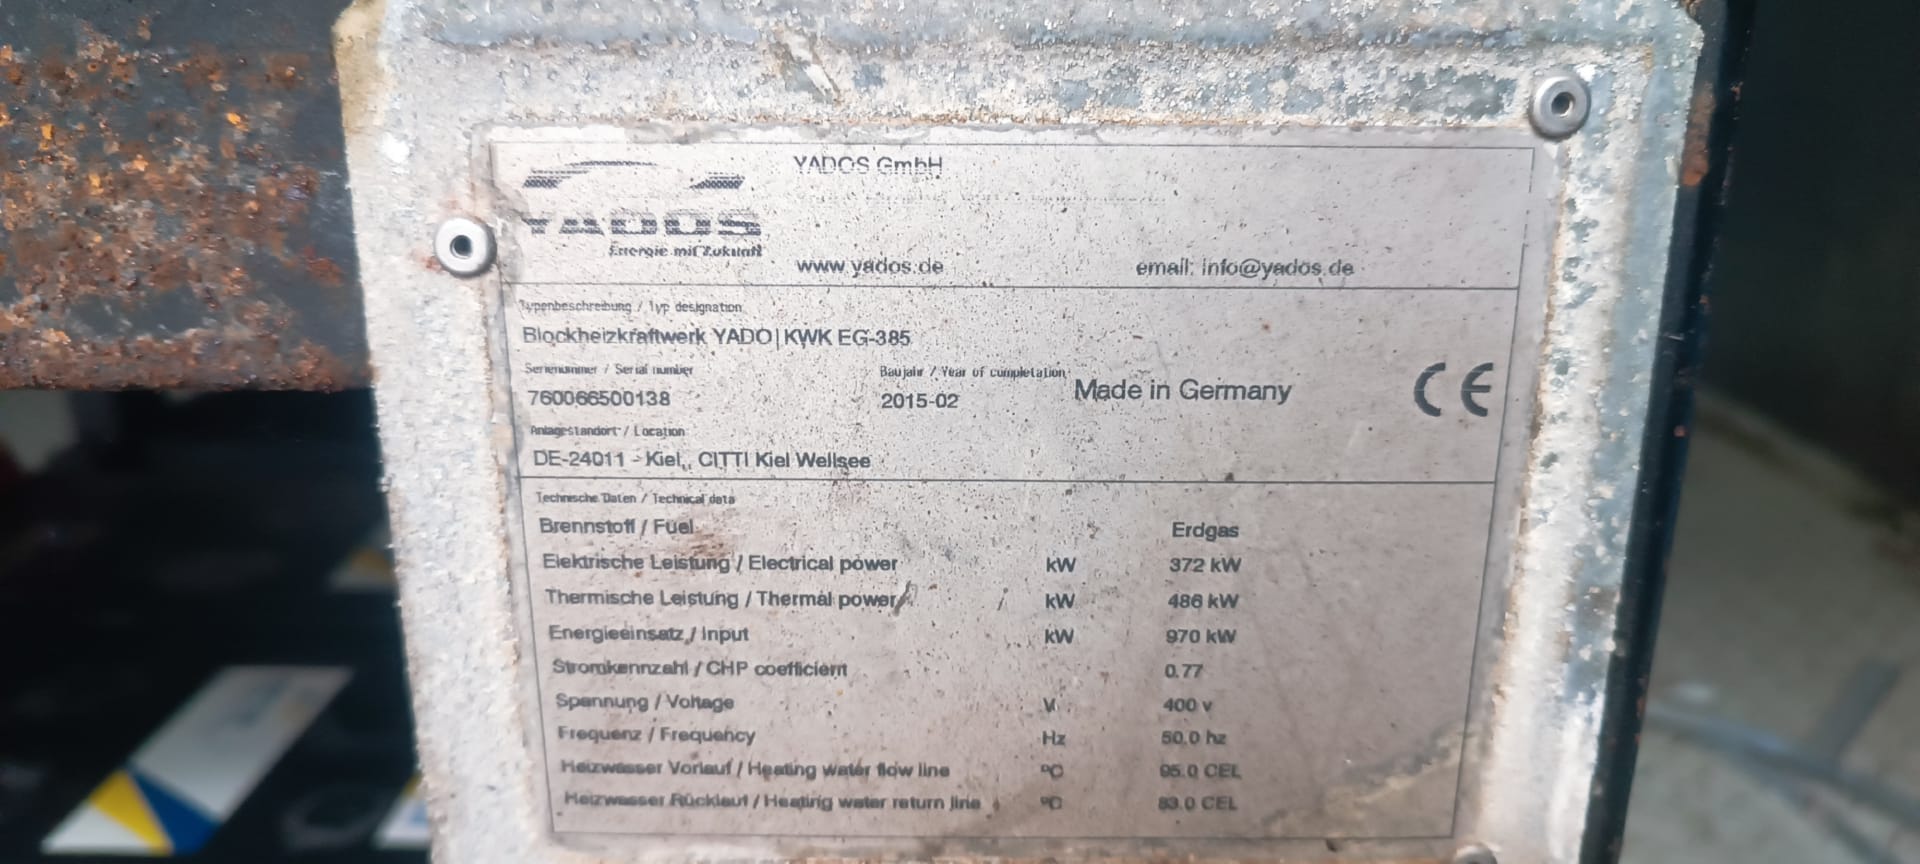 YADOS GmbH
YADOS
Energie mit Zukunft
www.yados.de email: info@yados.de
Typenbeschreibung / Typ designation
Blockheizkraftwerk YADO|KWK EG-385
Seriennummer / Serial number Baujahr / Year of completation
760066500138 2015-02 Made in Germany CE
Anlagestandort / Location
DE-24011 - Kiel,, CITTI Kiel Wellsee
Technische Daten / Technical data
Brennstoff / Fuel Erdgas
Elektrische Leistung / Electrical power kW 372 kW
Thermische Leistung / Thermal power kW 486 kW
Energieeinsatz / Input kW 970 kW
Stromkennzahl / CHP coefficient 0.77
Spannung / Voltage V 400 v
Frequenz / Frequency Hz 50.0 hz
Heizwasser Vorlauf / Heating water flow line ºC 95.0 CEL
Heizwasser Rücklauf / Heating water return line ºC 83.0 CEL